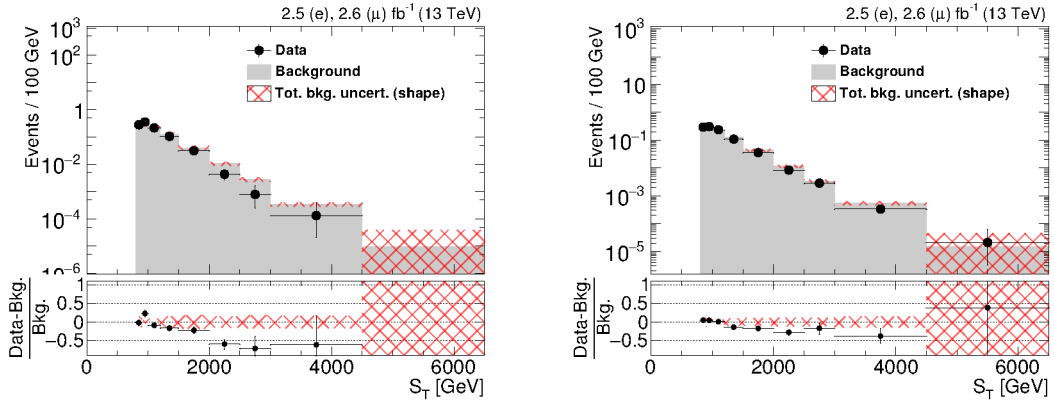 2.5 (e), 2.6 (μ) fb⁻¹ (13 TeV)
Events / 100 GeV
10³
10²
1
10⁻²
10⁻⁴
10⁻⁶
Data
Background
Tot. bkg. uncert. (shape)
Data-Bkg.
Bkg.
1
0.5
0
−0.5
0
2000
4000
6000
S_T [GeV]
2.5 (e), 2.6 (μ) fb⁻¹ (13 TeV)
Events / 100 GeV
10³
10
10⁻¹
10⁻³
10⁻⁵
Data
Background
Tot. bkg. uncert. (shape)
Data-Bkg.
Bkg.
1
0.5
0
−0.5
0
2000
4000
6000
S_T [GeV]